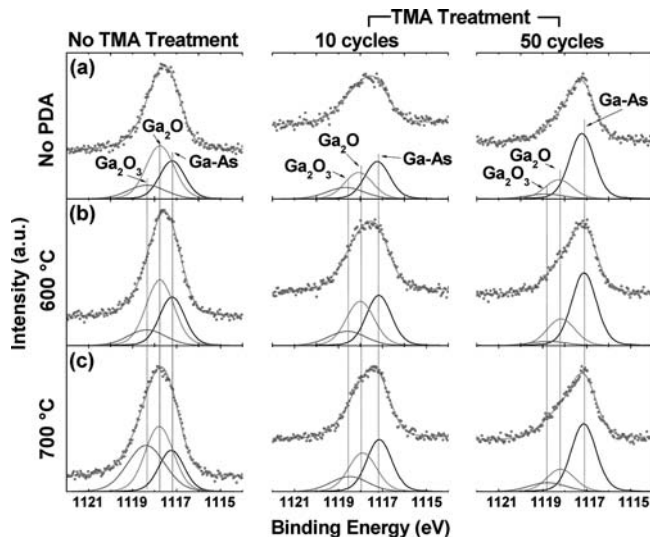 TMA Treatment
No TMA Treatment
10 cycles
50 cycles
(a)
No PDA
Ga₂O₃
Ga₂O
Ga-As
Ga₂O₃
Ga₂O
Ga-As
Ga₂O₃
Ga₂O
Ga-As
(b)
600 °C
(c)
700 °C
Intensity (a.u.)
1121 1119 1117 1115 1121 1119 1117 1115 1121 1119 1117 1115
Binding Energy (eV)